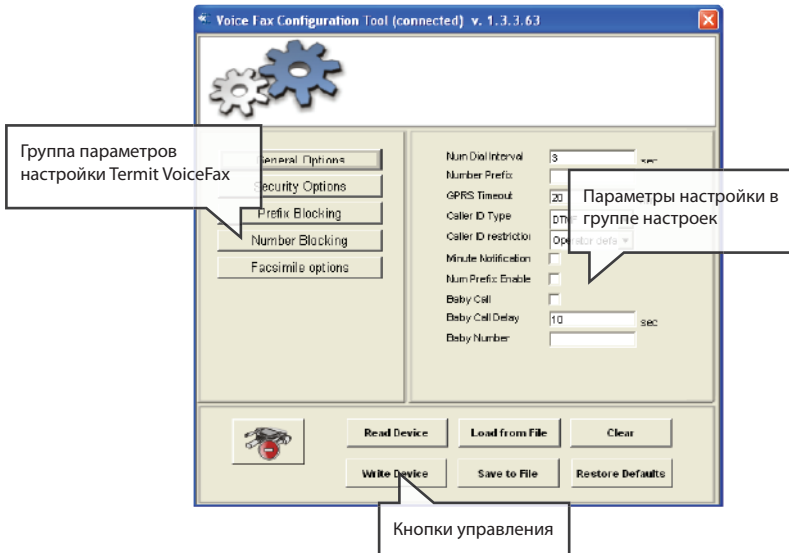 Voice Fax Configuration Tool (connected) v. 1.3.3.63
Группа параметров
настройки Termit VoiceFax
General Options
Security Options
Prefix Blocking
Number Blocking
Facsimile options
Num Dial Interval 3 sec
Number Prefix
GPRS Timeout 20
Caller ID Type
Caller ID restriction Operator defa
Minute Notification
Num Prefix Enable
Baby Call
Baby Call Delay 10 sec
Baby Number
Параметры настройки в
группе настроек
Read Device Load from File Clear
Write Device Save to File Restore Defaults
Кнопки управления